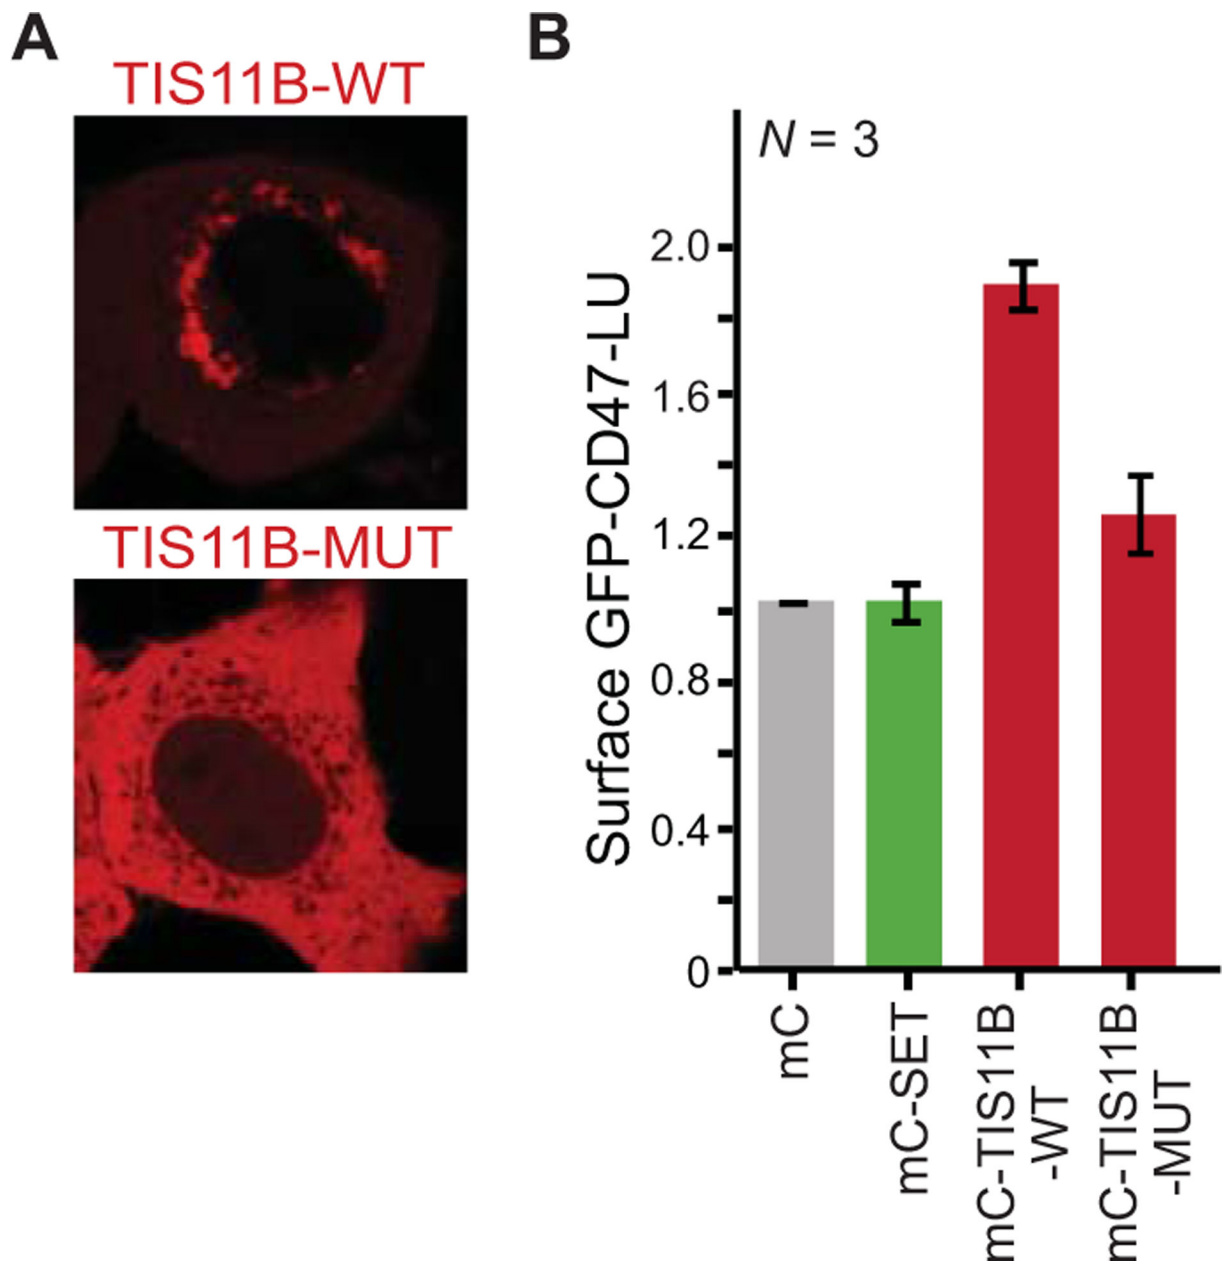 A
TIS11B-WT
TIS11B-MUT
B
N = 3
Surface GFP-CD47-LU
2.0
1.6
1.2
0.8
0.4
0
mC
mC-SET
mC-TIS11B
-WT
mC-TIS11B
-MUT